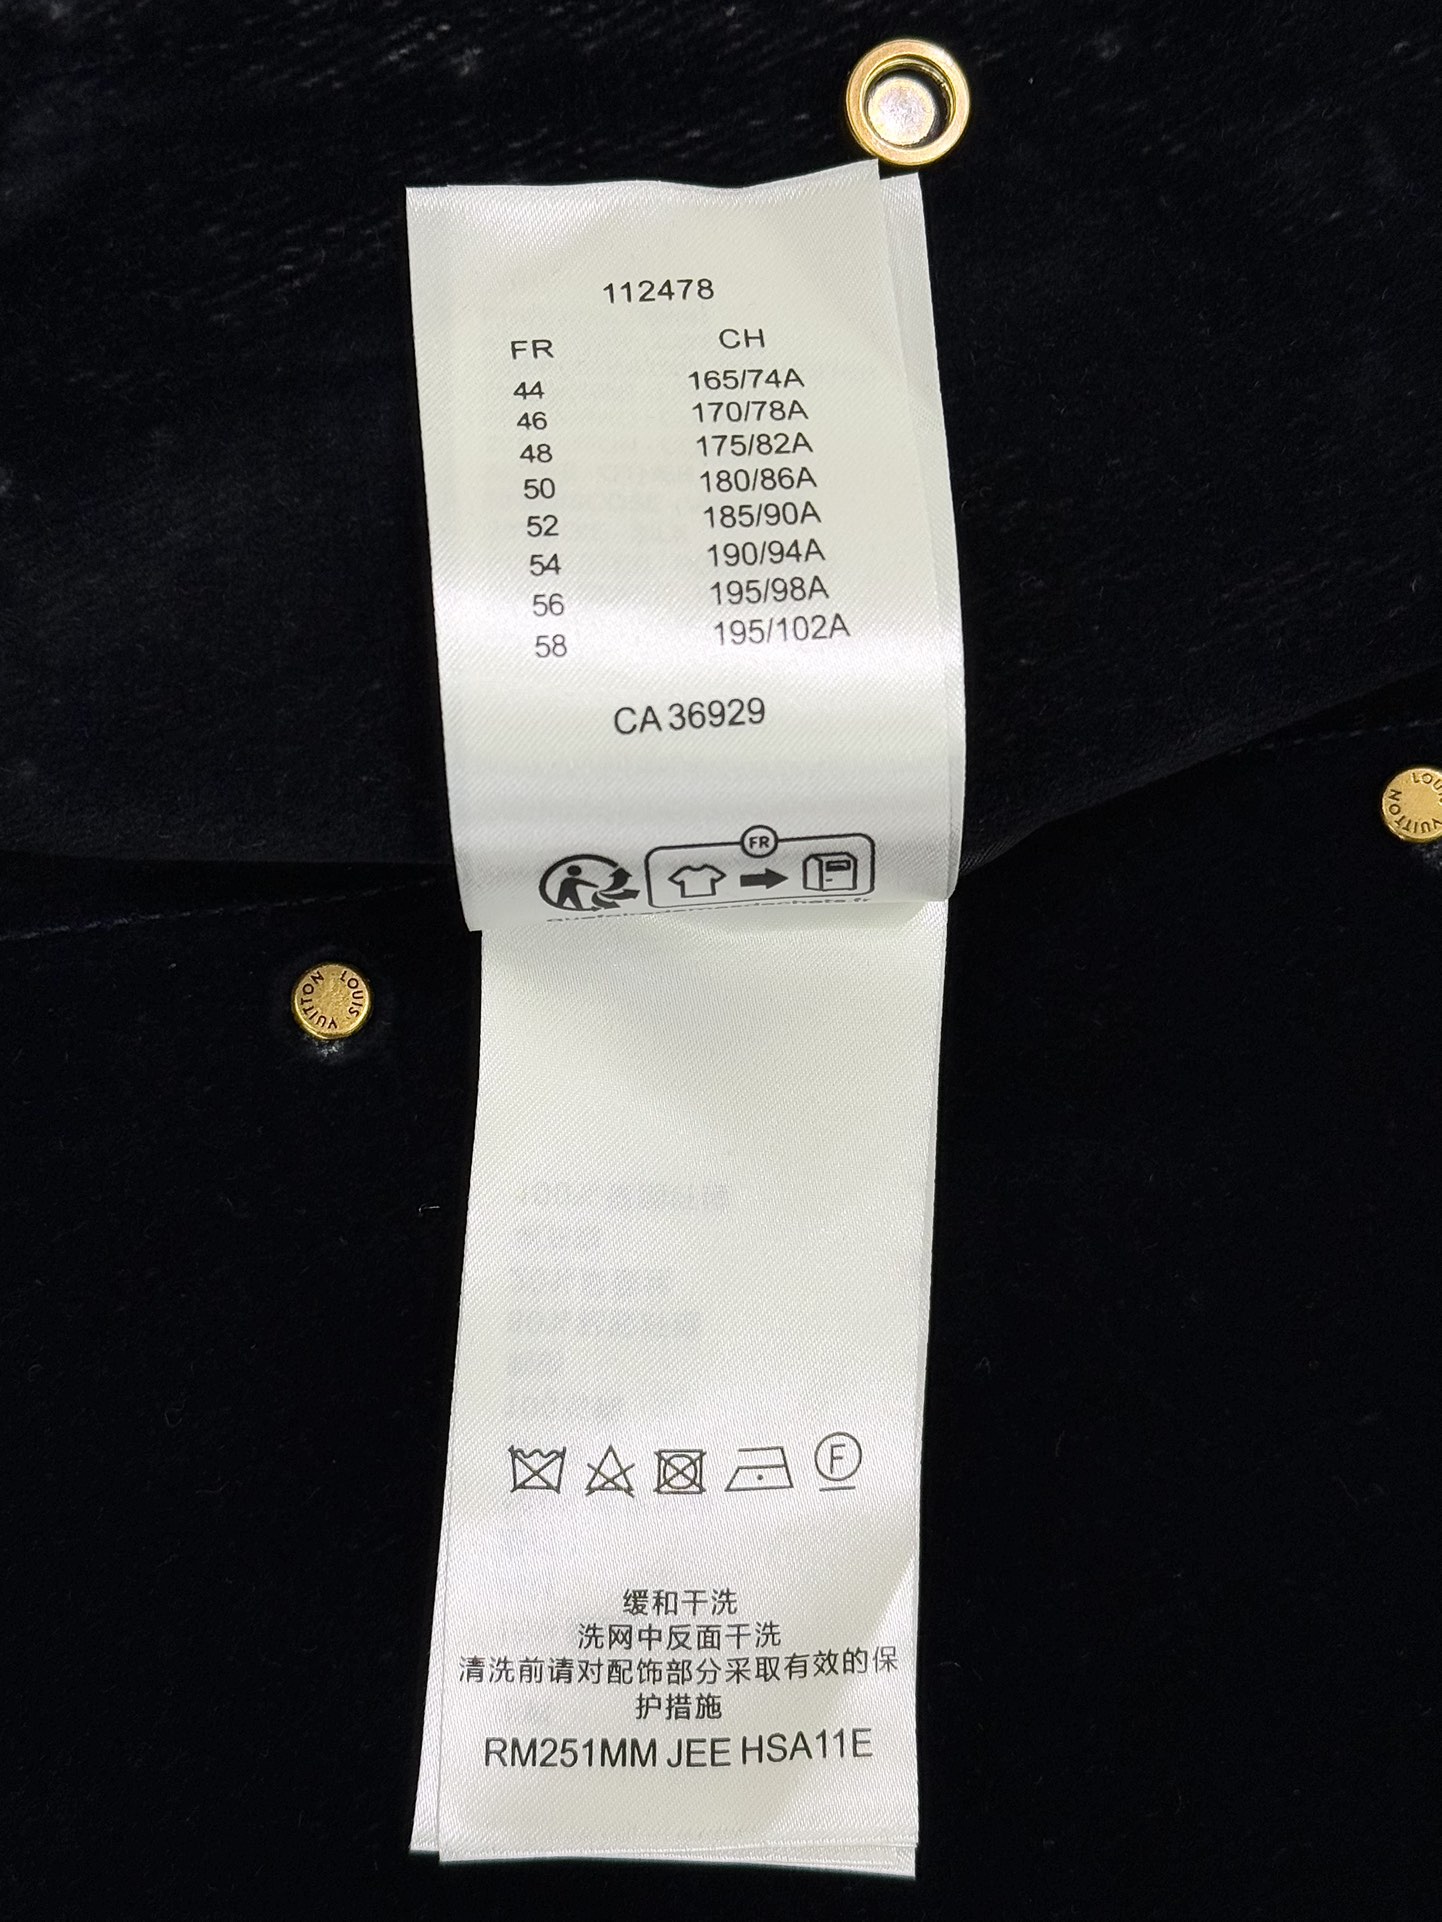 112478
FR CH
44 165/74A
46 170/78A
48 175/82A
50 180/86A
52 185/90A
54 190/94A
56 195/98A
58 195/102A
CA 36929
FR
LOUIS VUITTON
LOUIS VUITTON
F
缓和干洗
洗网中反面干洗
清洗前请对配饰部分采取有效的保
护措施
RM251MM JEE HSA11E